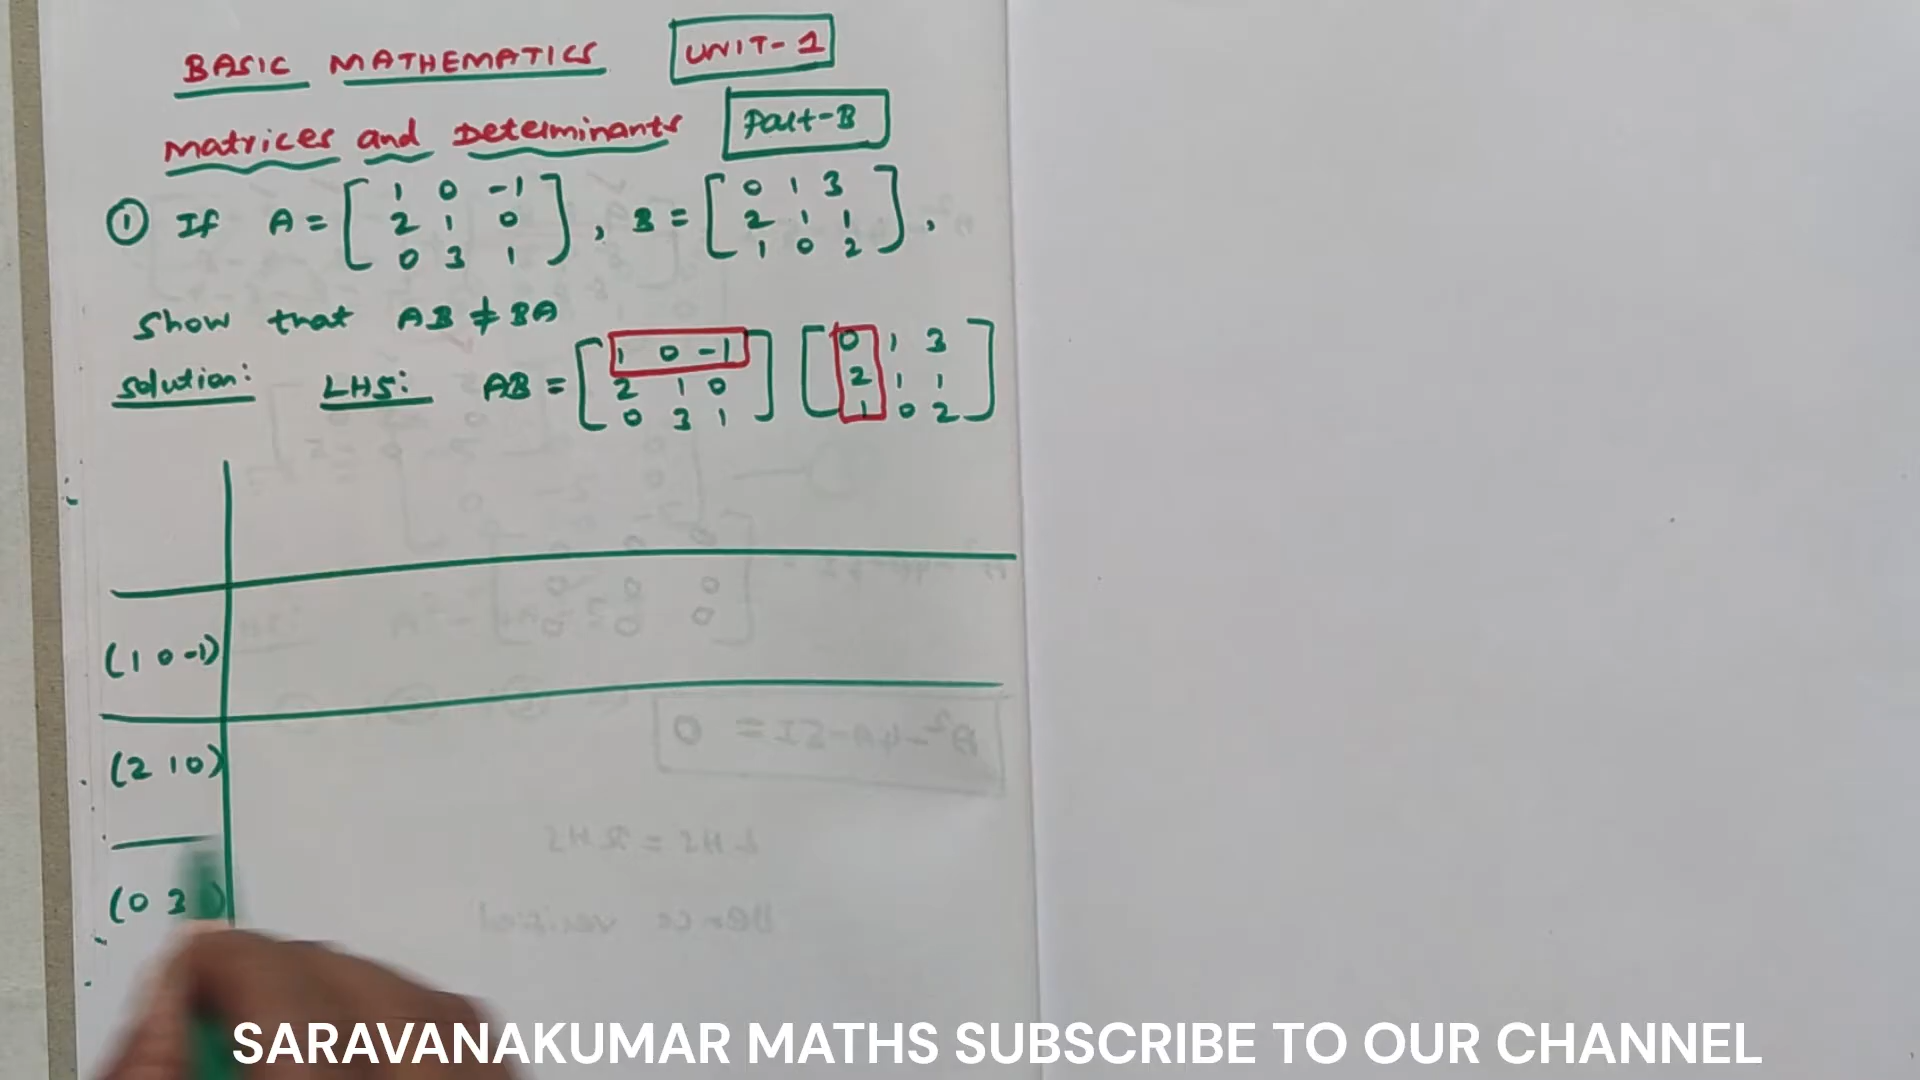 BASIC MATHEMATICS UNIT-1
Matrices and Determinants Part-B
① If A = [1 0 -1
2 1 0
0 3 1], B = [0 1 3
2 1 1
1 0 2],
Show that AB ≠ BA
Solution: LHS: AB = [1 0 -1
2 1 0
0 3 1] [0 1 3
2 1 1
1 0 2]
(1 0 -1)
(2 1 0)
(0 3
SARAVANAKUMAR MATHS SUBSCRIBE TO OUR CHANNEL